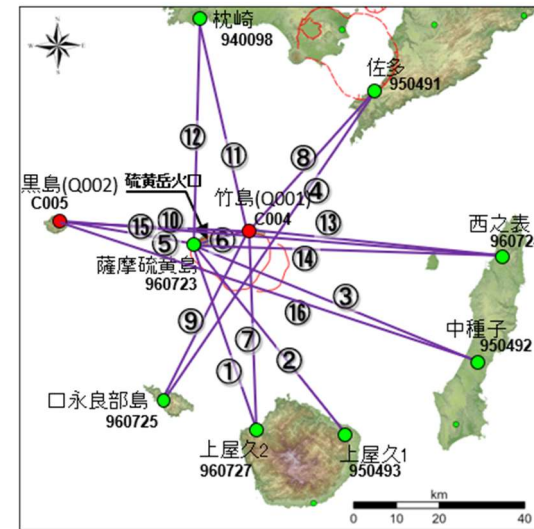 枕崎
940098
佐多
950491
⑫
⑪
⑧
④
黒島(Q002)
C005
硫黄岳火口
竹島(Q001)
C004
⑮
⑩
⑬
⑤
⑥
⑭
西之表
薩摩硫黄島
960723
③
⑯
⑨
⑦
①
②
中種子
950492
口永良部島
960725
上屋久2
960727
上屋久1
950493
km
0 20 40